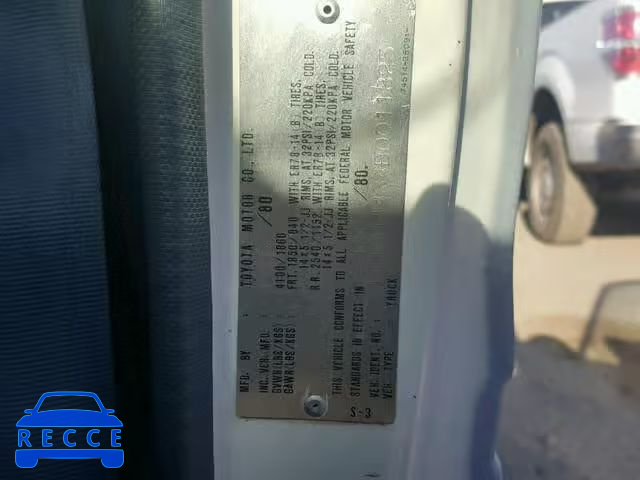 MFD. BY : TOYOTA MOTOR CO., LTD.
INC. VEH. MFD. : /80
GVWR(LBS/KGS) : 4100/1860
GAWR(LBS/KGS) : FRT. 1850/840 WITH ER78-14(B) TIRES,
14×5 1/2-JJ RIMS, AT 32PSI/220KPA COLD.
RR. 2540/1152 WITH ER78-14(B) TIRES,
14×5 1/2-JJ RIMS, AT 32PSI/220KPA COLD.
THIS VEHICLE CONFORMS TO ALL APPLICABLE FEDERAL MOTOR VEHICLE SAFETY
STANDARDS IN EFFECT IN /80.
VEH. IDENT. NO. :
VEH. TYPE : TRUCK
S-3
RECCE